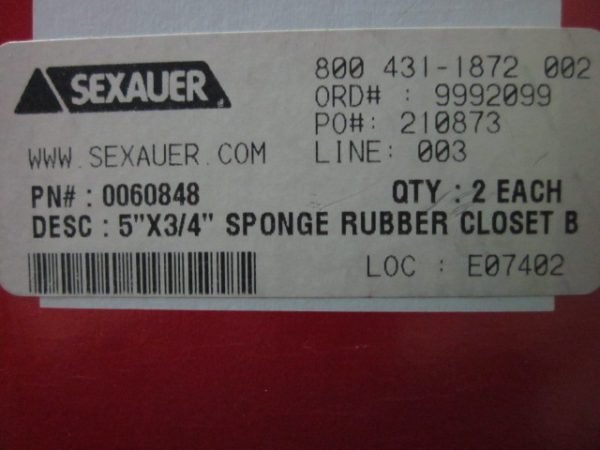 SEXAUER
800 431-1872 002
ORD# : 9992099
PO#: 210873
WWW.SEXAUER.COM LINE: 003
PN# : 0060848 QTY : 2 EACH
DESC : 5"X3/4" SPONGE RUBBER CLOSET B
LOC : E07402